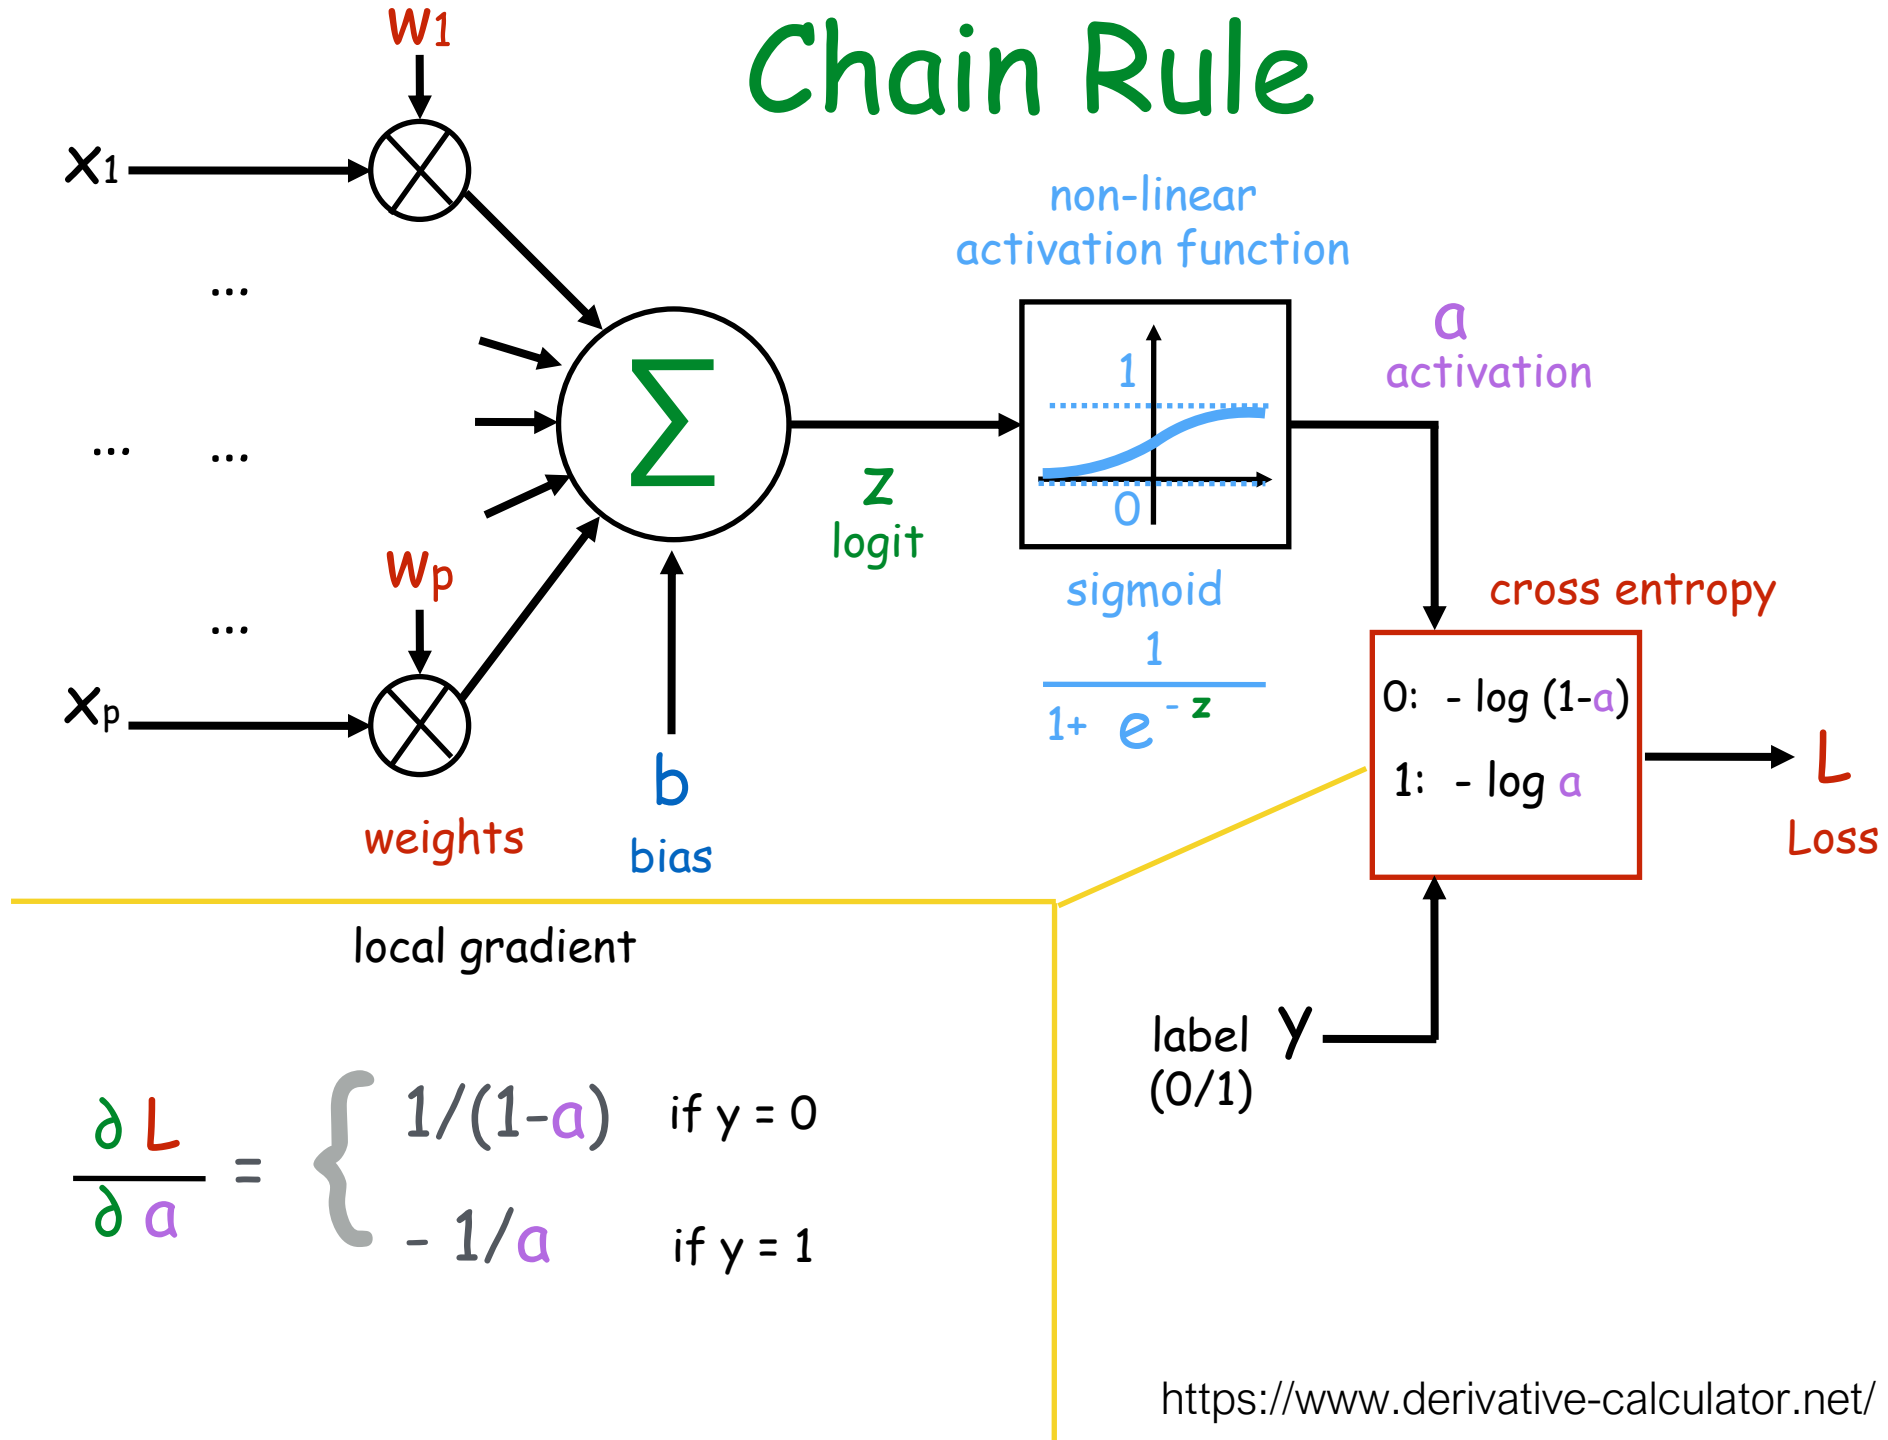 Chain Rule
w1
x1
...
... ...
...
wp
xp
weights
Σ
b
bias
z
logit
non-linear
activation function
1
0
sigmoid
1
1+ e - z
a
activation
cross entropy
0: - log (1-a)
1: - log a
L
Loss
label y
(0/1)
local gradient
∂ L
∂ a
=
{
1/(1-a) if y = 0
- 1/a if y = 1
https://www.derivative-calculator.net/